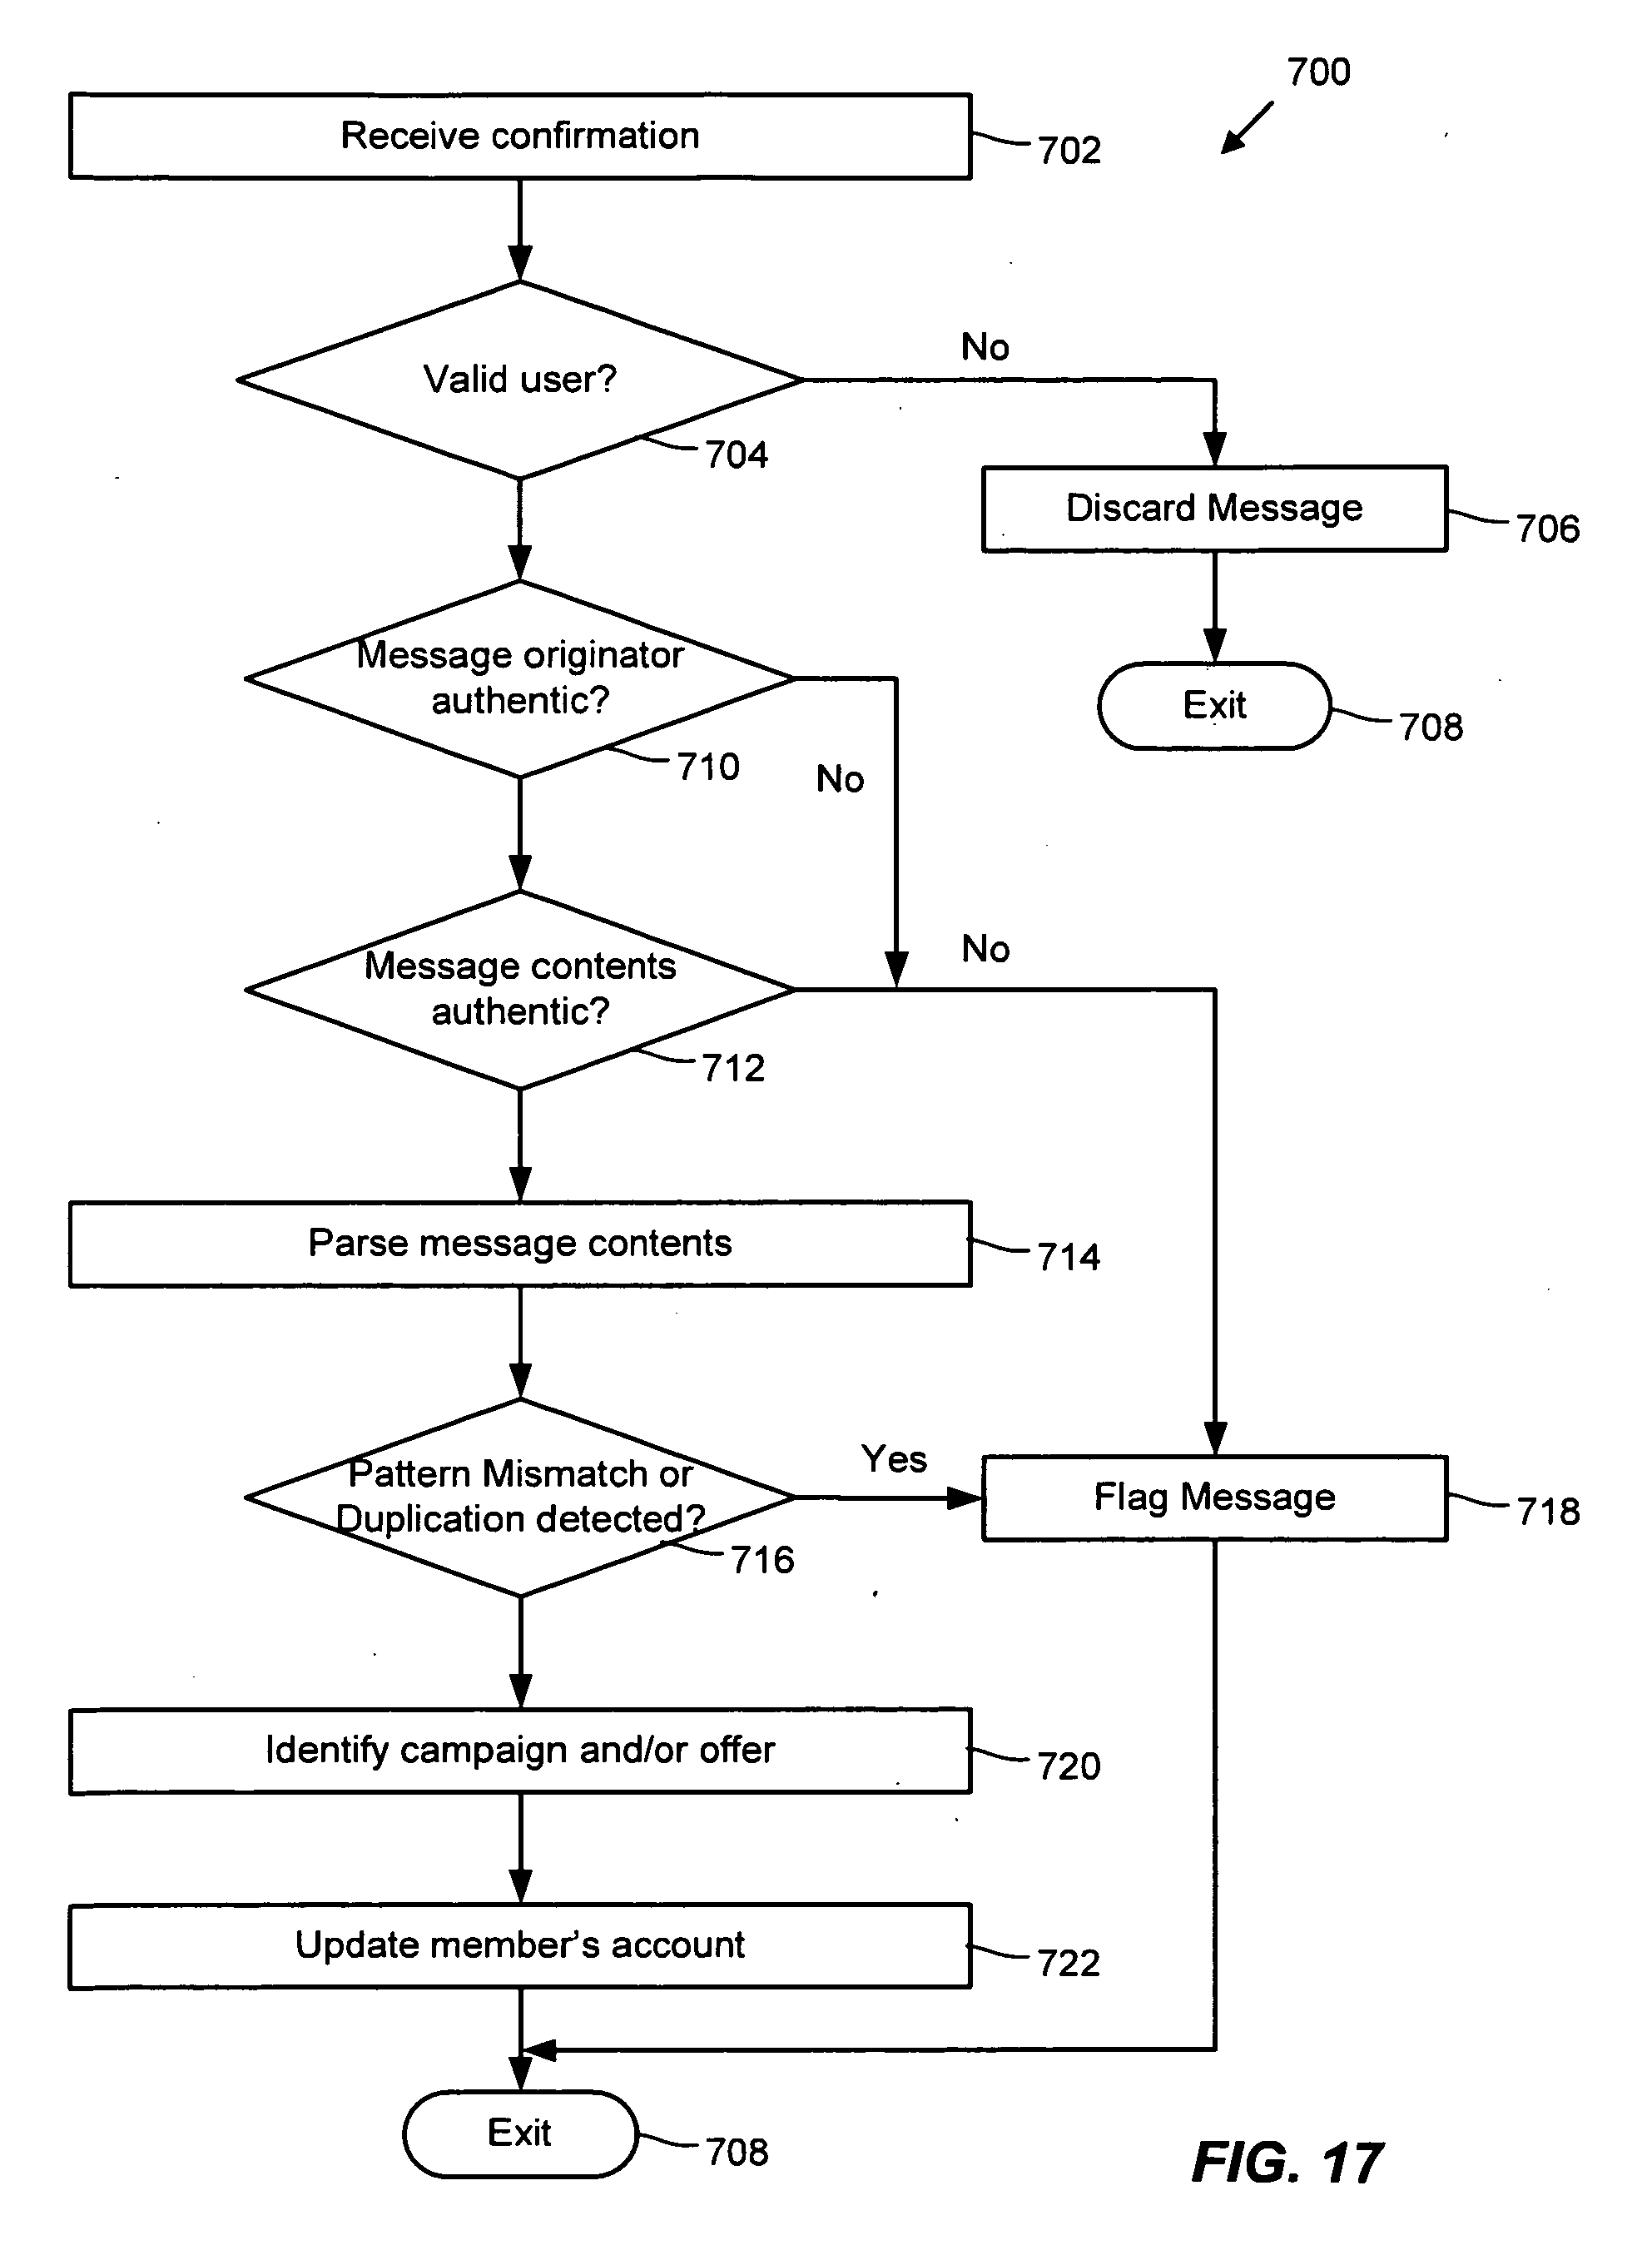 700
Receive confirmation
702
Valid user?
No
704
Discard Message
706
Message originator
authentic?
710
Exit
708
No
Message contents
authentic?
No
712
Parse message contents
714
Pattern Mismatch or
Duplication detected?
Yes
716
Flag Message
718
Identify campaign and/or offer
720
Update member's account
722
Exit
708
FIG. 17